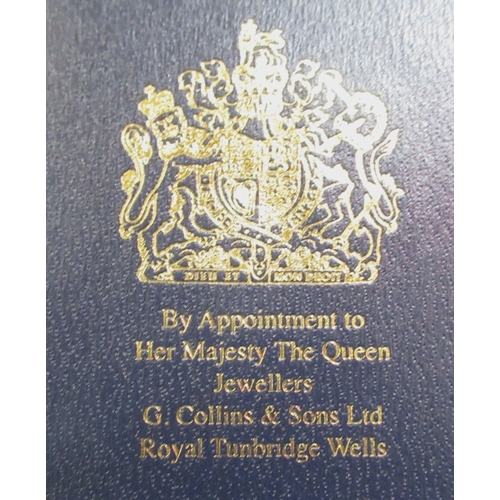 DIEU ET MON DROIT
By Appointment to
Her Majesty The Queen
Jewellers
G. Collins & Sons Ltd
Royal Tunbridge Wells